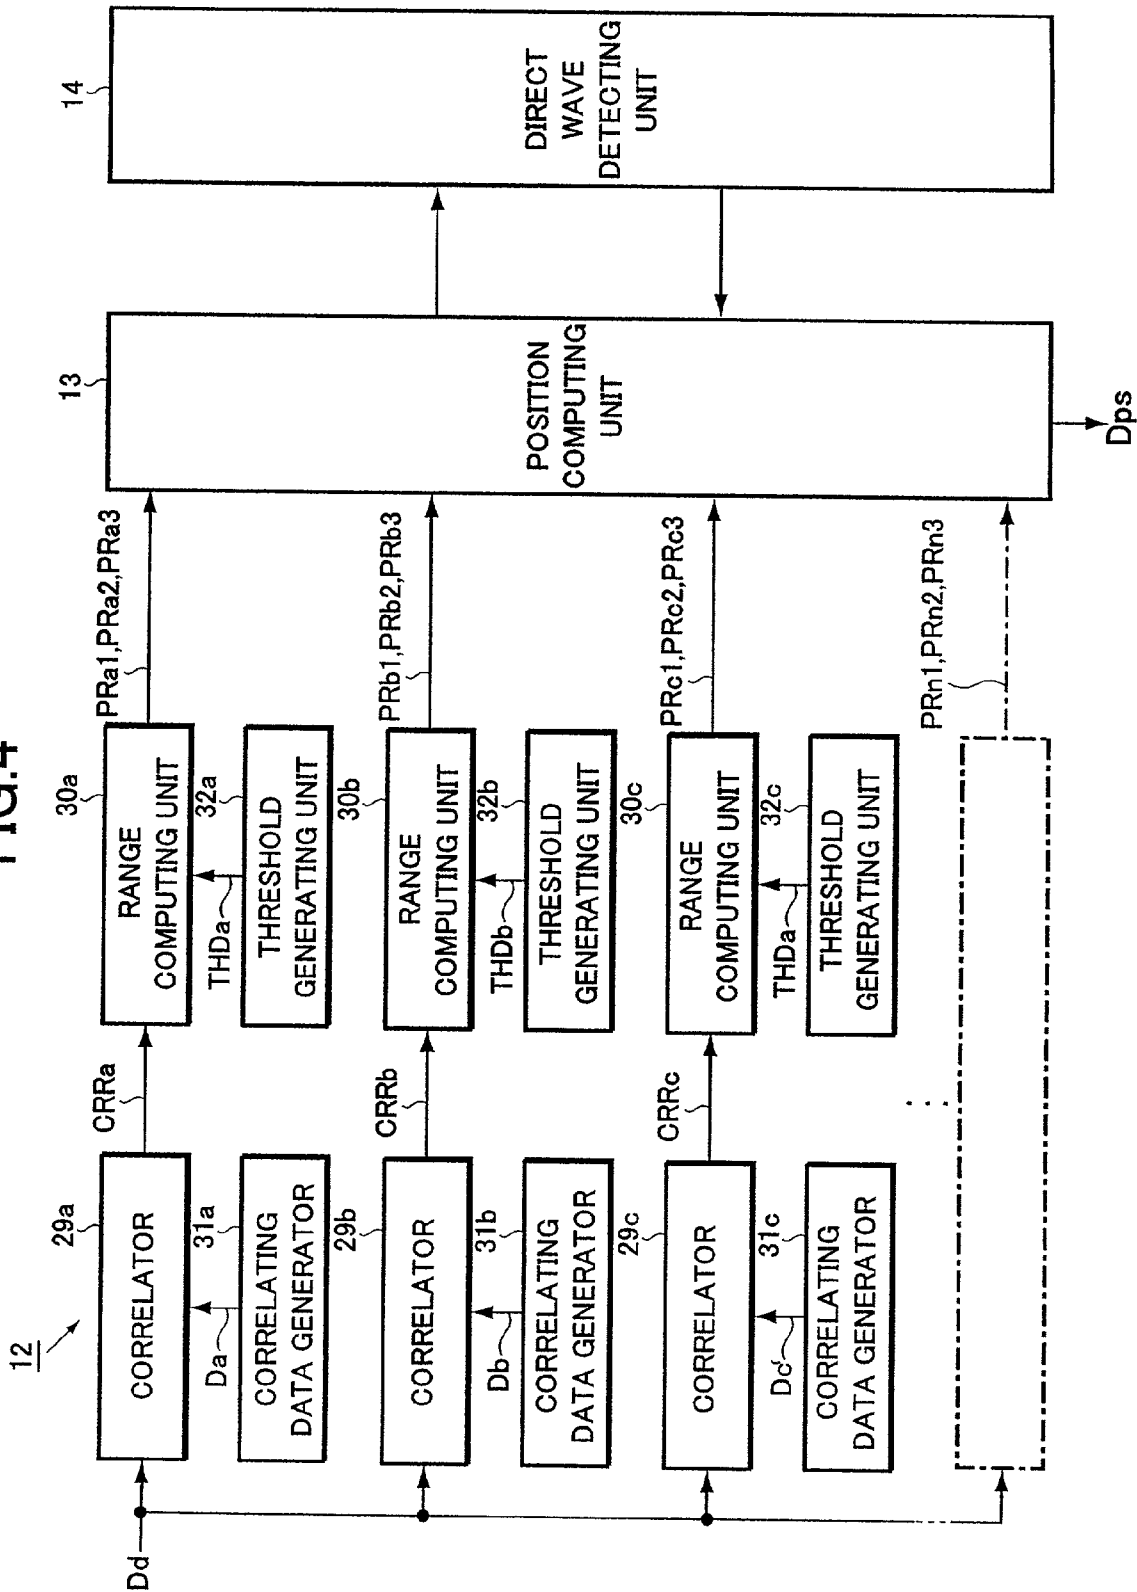 FIG.4
12
Dd
29a
CORRELATOR
CRRa
30a
RANGE
COMPUTING UNIT
PRa1,PRa2,PRa3
Da
31a
CORRELATING
DATA GENERATOR
THDa
32a
THRESHOLD
GENERATING UNIT
29b
CORRELATOR
CRRb
30b
RANGE
COMPUTING UNIT
PRb1,PRb2,PRb3
Db
31b
CORRELATING
DATA GENERATOR
THDb
32b
THRESHOLD
GENERATING UNIT
29c
CORRELATOR
CRRc
30c
RANGE
COMPUTING UNIT
PRc1,PRc2,PRc3
Dc
31c
CORRELATING
DATA GENERATOR
THDa
32c
THRESHOLD
GENERATING UNIT
PRn1,PRn2,PRn3
13
POSITION
COMPUTING
UNIT
Dps
14
DIRECT
WAVE
DETECTING
UNIT